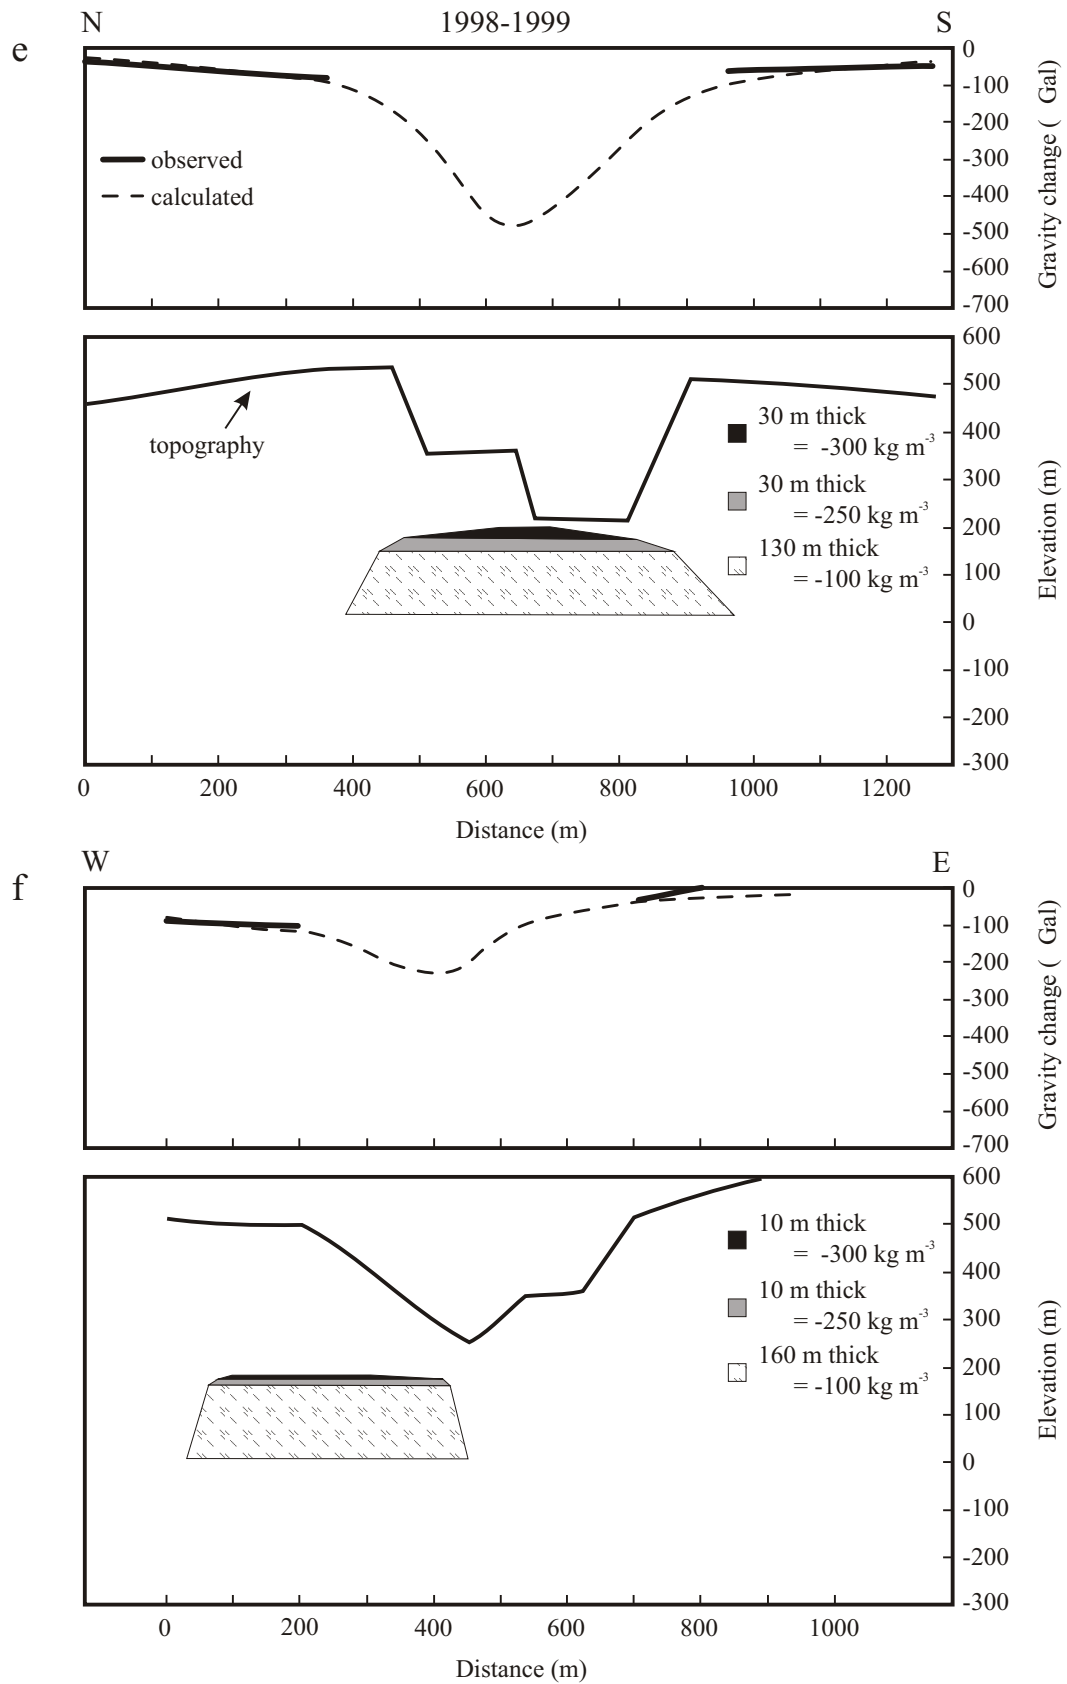 N 1998-1999 S
e
0
-100
-200
-300
-400
-500
-600
-700
Gravity change ( Gal)
observed
calculated
600
500
400
300
200
100
0
-100
-200
-300
Elevation (m)
topography
30 m thick
= -300 kg m-3
30 m thick
= -250 kg m-3
130 m thick
= -100 kg m-3
0 200 400 600 800 1000 1200
Distance (m)
W E
f
0
-100
-200
-300
-400
-500
-600
-700
Gravity change ( Gal)
600
500
400
300
200
100
0
-100
-200
-300
Elevation (m)
10 m thick
= -300 kg m-3
10 m thick
= -250 kg m-3
160 m thick
= -100 kg m-3
0 200 400 600 800 1000
Distance (m)